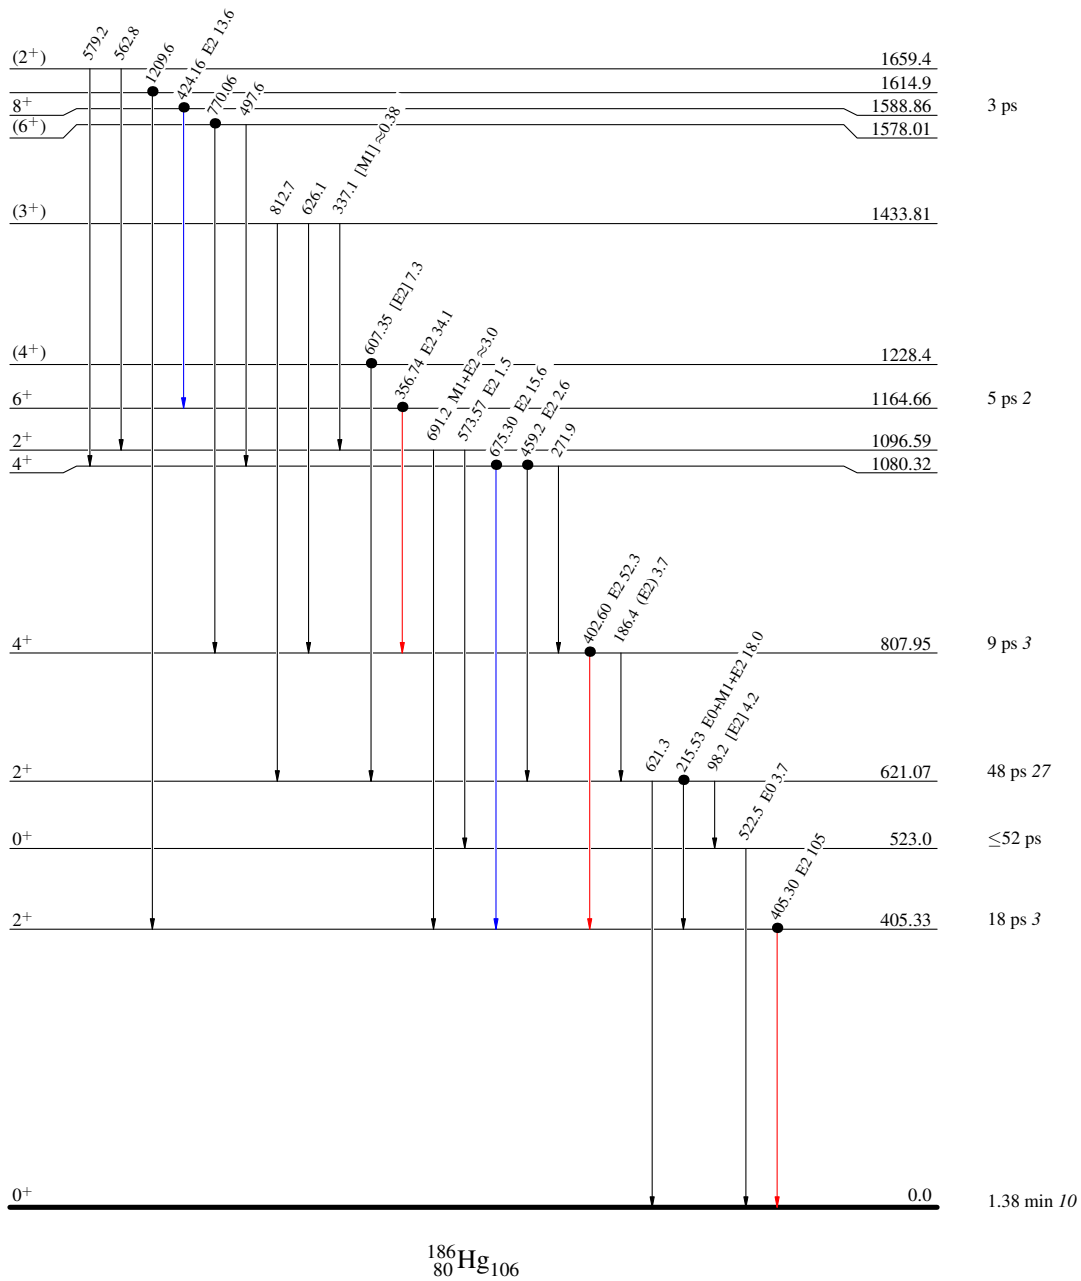 579.2
562.8
1209.6
424.16 E2 13.6
770.06
497.6
(2+) 1659.4
1614.9
8+ 1588.86 3 ps
(6+) 1578.01
812.7
626.1
337.1 [M1] ≈0.38
(3+) 1433.81
607.35 [E2] 7.3
(4+) 1228.4
356.74 E2 34.1
6+ 1164.66 5 ps 2
691.2 M1+E2 ≈3.0
573.57 E2 1.5
675.30 E2 15.6
459.2 E2 2.6
271.9
2+ 1096.59
4+ 1080.32
402.60 E2 52.3
186.4 (E2) 3.7
4+ 807.95 9 ps 3
621.3
215.53 E0+M1+E2 18.0
98.2 [E2] 4.2
2+ 621.07 48 ps 27
522.5 E0 3.7
0+ 523.0 ≤52 ps
405.30 E2 105
2+ 405.33 18 ps 3
0+ 0.0 1.38 min 10
186 80 Hg 106